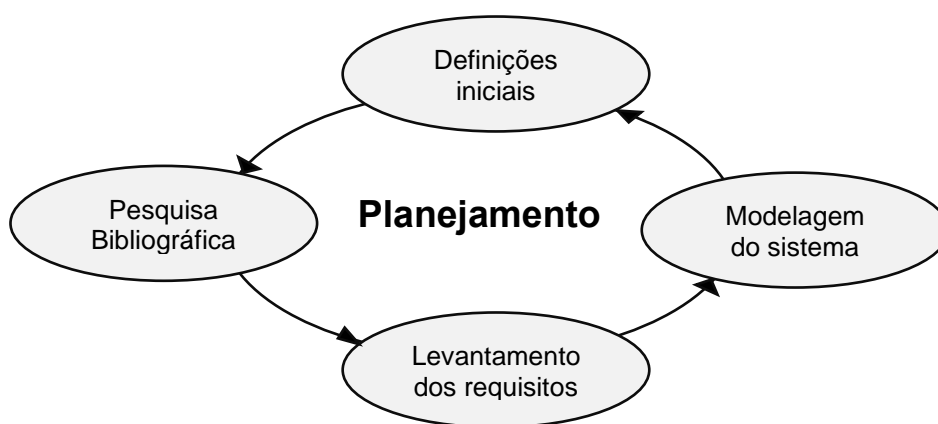 Definições
iniciais
Pesquisa
Bibliográfica
Planejamento
Modelagem
do sistema
Levantamento
dos requisitos